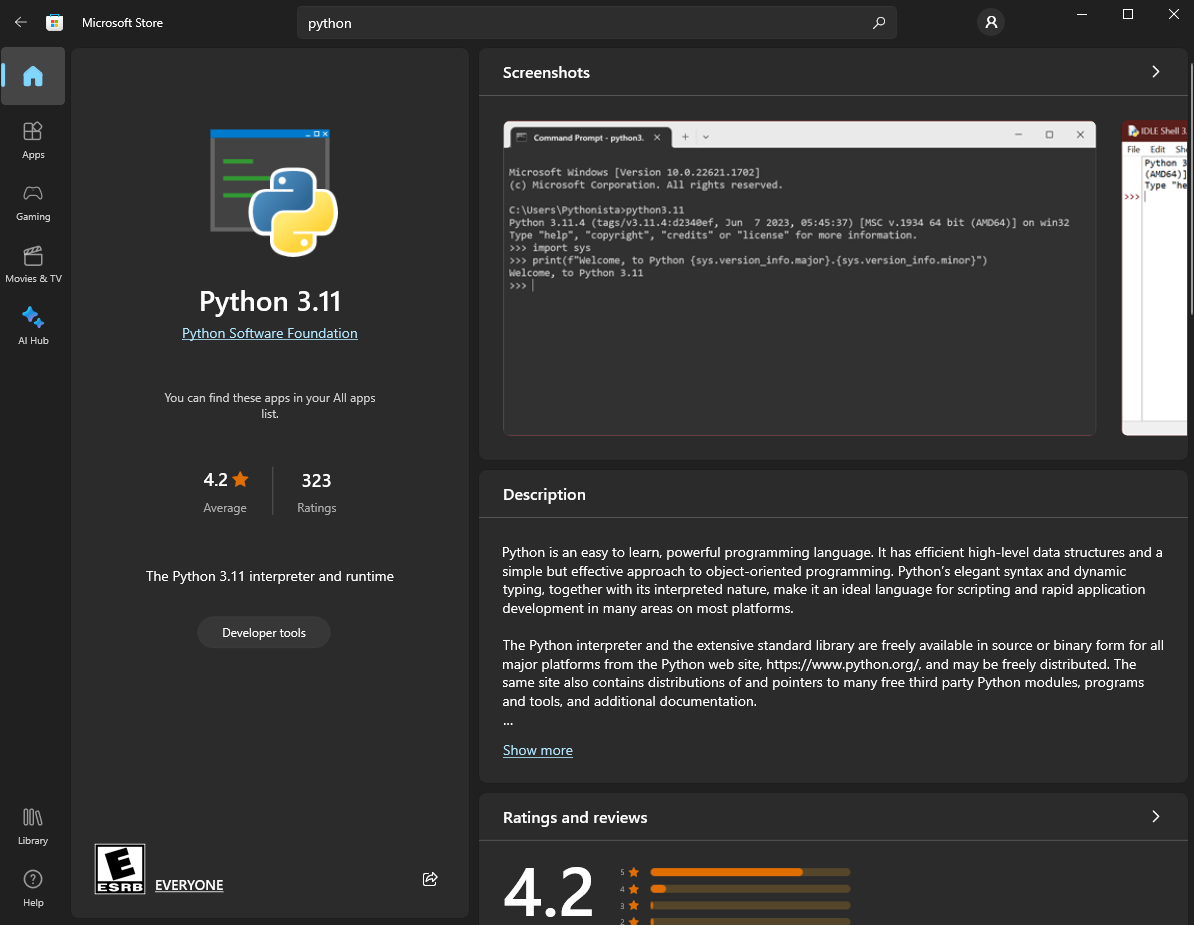 Microsoft Store
python
Apps
Gaming
Movies & TV
AI Hub
Library
Help
Python 3.11
Python Software Foundation
You can find these apps in your All apps
list.
4.2
Average
323
Ratings
The Python 3.11 interpreter and runtime
Developer tools
E
ESRB
EVERYONE
Screenshots
Command Prompt - python3.
Microsoft Windows [Version 10.0.22621.1702]
(c) Microsoft Corporation. All rights reserved.
C:\Users\Pythonista>python3.11
Python 3.11.4 (tags/v3.11.4:d2340ef, Jun  7 2023, 05:45:37) [MSC v.1934 64 bit (AMD64)] on win32
Type "help", "copyright", "credits" or "license" for more information.
>>> import sys
>>> print(f"Welcome, to Python {sys.version_info.major}.{sys.version_info.minor}")
Welcome, to Python 3.11
>>>
IDLE Shell 3.
File Edit She
Python 3
(AMD64)]
Type "he
>>>
Description
Python is an easy to learn, powerful programming language. It has efficient high-level data structures and a
simple but effective approach to object-oriented programming. Python's elegant syntax and dynamic
typing, together with its interpreted nature, make it an ideal language for scripting and rapid application
development in many areas on most platforms.
The Python interpreter and the extensive standard library are freely available in source or binary form for all
major platforms from the Python web site, https://www.python.org/, and may be freely distributed. The
same site also contains distributions of and pointers to many free third party Python modules, programs
and tools, and additional documentation.
...
Show more
Ratings and reviews
4.2
5
4
3
2